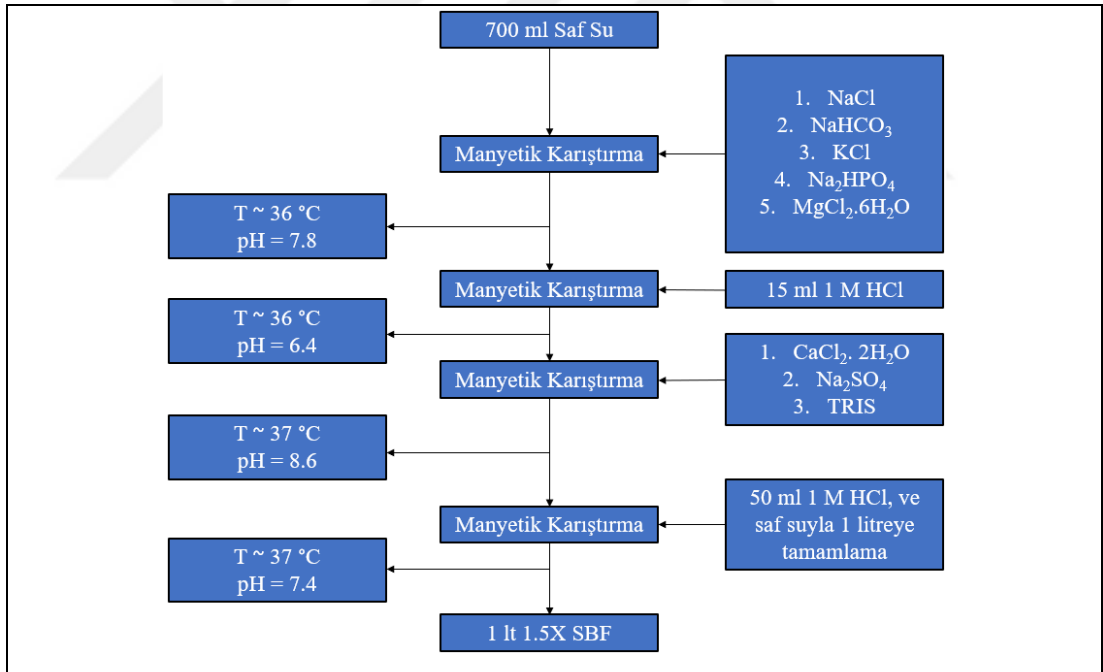 700 ml Saf Su
1. NaCl
2. NaHCO₃
3. KCl
4. Na₂HPO₄
5. MgCl₂.6H₂O
Manyetik Karıştırma
T ~ 36 °C
pH = 7.8
Manyetik Karıştırma
15 ml 1 M HCl
T ~ 36 °C
pH = 6.4
1. CaCl₂. 2H₂O
2. Na₂SO₄
3. TRIS
Manyetik Karıştırma
T ~ 37 °C
pH = 8.6
50 ml 1 M HCl, ve
saf suyla 1 litreye
tamamlama
Manyetik Karıştırma
T ~ 37 °C
pH = 7.4
1 lt 1.5X SBF